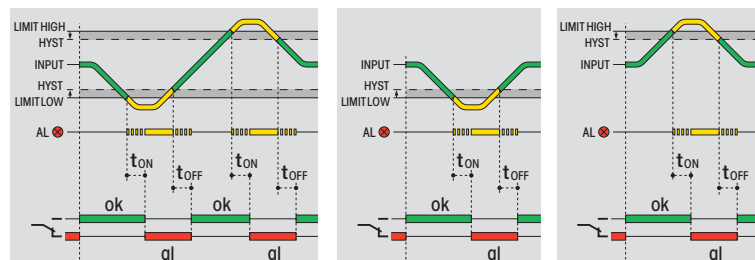 LIMIT HIGH
HYST
INPUT
HYST
LIMIT LOW
AL
tON
tOFF
tON
tOFF
ok
ok
al
al
INPUT
HYST
LIMIT LOW
AL
tON
tOFF
ok
al
LIMIT HIGH
HYST
INPUT
AL
tON
tOFF
ok
al